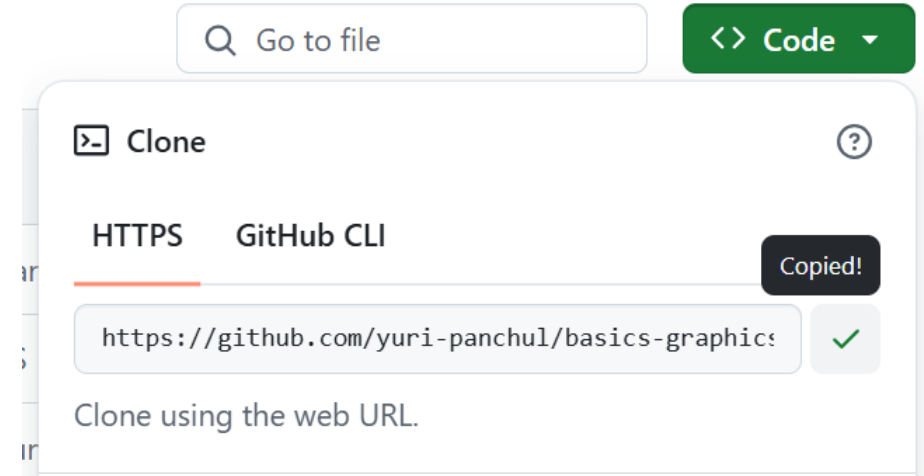 Go to file
<> Code
Clone
HTTPS GitHub CLI
Copied!
https://github.com/yuri-panchul/basics-graphics
Clone using the web URL.